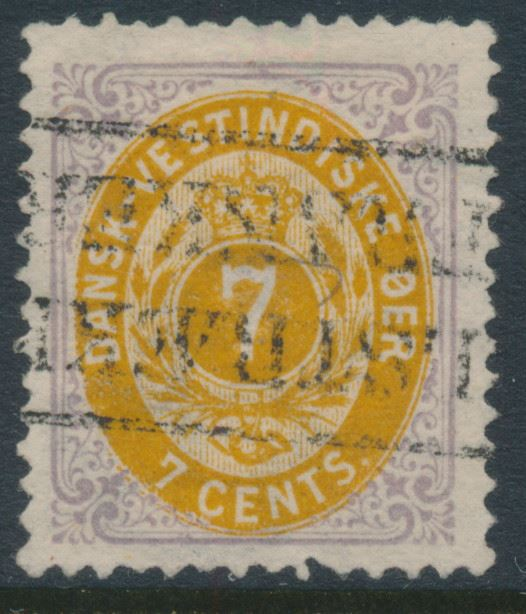 DANSK-VESTINDISKE ØER
7
7 CENTS.